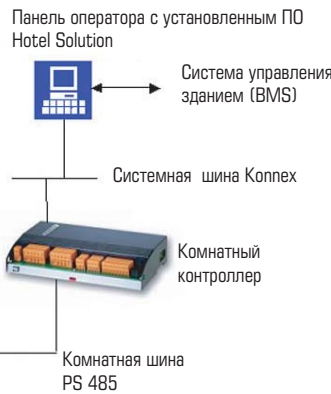 Панель оператора с установленным ПО
Hotel Solution
Система управления
зданием (BMS)
Системная шина Konnex
Комнатный
контроллер
Комнатная шина
PS 485